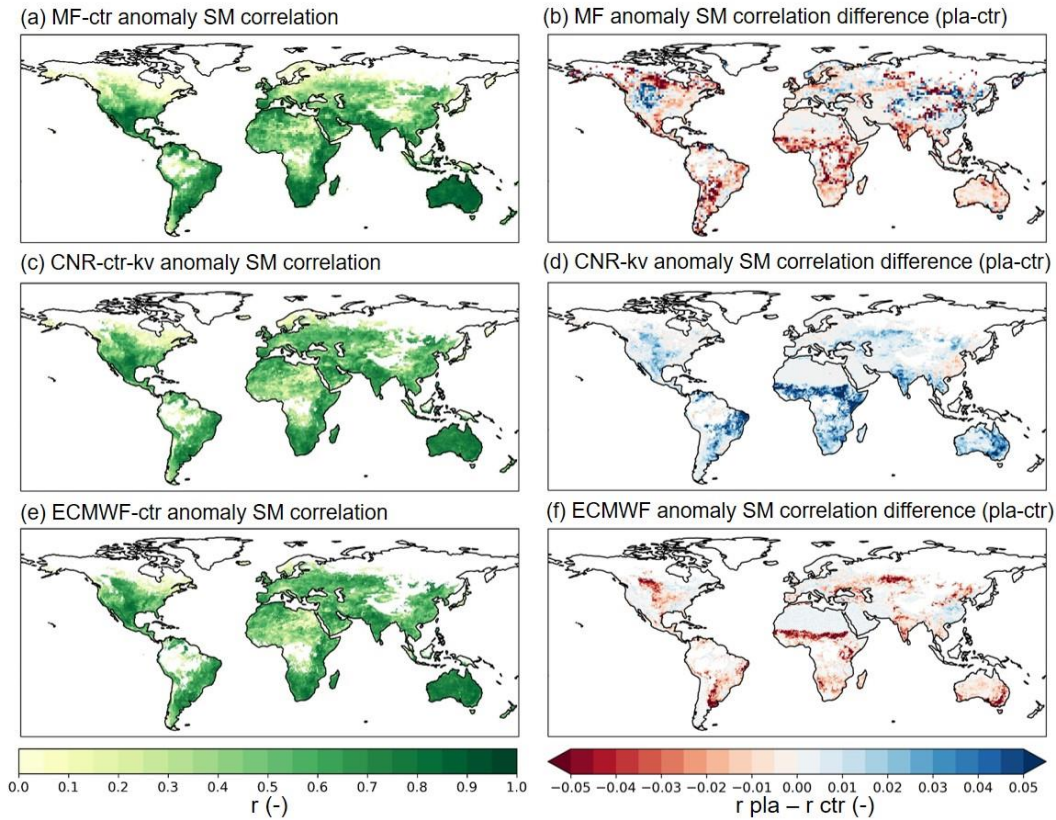 (a) MF-ctr anomaly SM correlation
(b) MF anomaly SM correlation difference (pla-ctr)
(c) CNR-ctr-kv anomaly SM correlation
(d) CNR-kv anomaly SM correlation difference (pla-ctr)
(e) ECMWF-ctr anomaly SM correlation
(f) ECMWF anomaly SM correlation difference (pla-ctr)
0.0 0.1 0.2 0.3 0.4 0.5 0.6 0.7 0.8 0.9 1.0
r (-)
−0.05 −0.04 −0.03 −0.02 −0.01 0.00 0.01 0.02 0.03 0.04 0.05
r pla – r ctr (-)